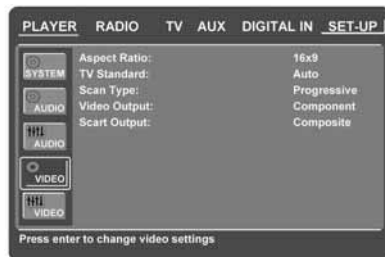 PLAYER RADIO TV AUX DIGITAL IN SET-UP
SYSTEM
AUDIO
AUDIO
VIDEO
VIDEO
Aspect Ratio: 16x9
TV Standard: Auto
Scan Type: Progressive
Video Output: Component
Scart Output: Composite
Press enter to change video settings